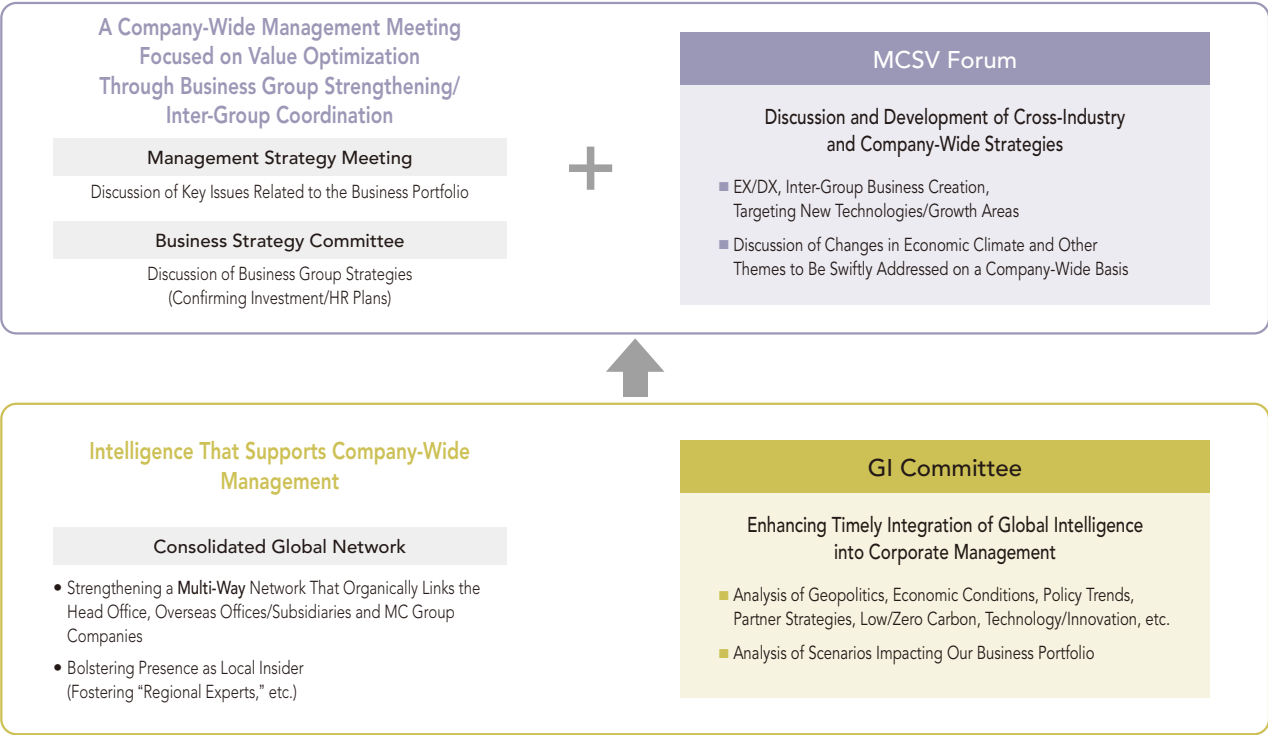 A Company-Wide Management Meeting
Focused on Value Optimization
Through Business Group Strengthening/
Inter-Group Coordination
Management Strategy Meeting
Discussion of Key Issues Related to the Business Portfolio
Business Strategy Committee
Discussion of Business Group Strategies
(Confirming Investment/HR Plans)
+
MCSV Forum
Discussion and Development of Cross-Industry
and Company-Wide Strategies
■ EX/DX, Inter-Group Business Creation,
Targeting New Technologies/Growth Areas
■ Discussion of Changes in Economic Climate and Other
Themes to Be Swiftly Addressed on a Company-Wide Basis
Intelligence That Supports Company-Wide
Management
Consolidated Global Network
• Strengthening a Multi-Way Network That Organically Links the
Head Office, Overseas Offices/Subsidiaries and MC Group
Companies
• Bolstering Presence as Local Insider
(Fostering “Regional Experts,” etc.)
GI Committee
Enhancing Timely Integration of Global Intelligence
into Corporate Management
■ Analysis of Geopolitics, Economic Conditions, Policy Trends,
Partner Strategies, Low/Zero Carbon, Technology/Innovation, etc.
■ Analysis of Scenarios Impacting Our Business Portfolio